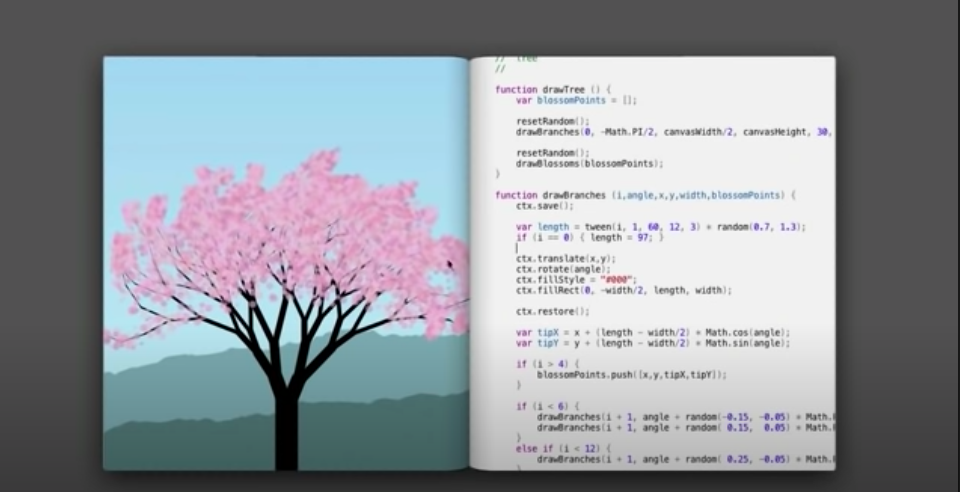 // Tree
//
function drawTree () {
var blossomPoints = [];
resetRandom();
drawBranches(0, -Math.PI/2, canvasWidth/2, canvasHeight, 30,
resetRandom();
drawBlossoms(blossomPoints);
}
function drawBranches (i,angle,x,y,width,blossomPoints) {
ctx.save();
var length = tween(i, 1, 60, 12, 3) * random(0.7, 1.3);
if (i == 0) { length = 97; }
ctx.translate(x,y);
ctx.rotate(angle);
ctx.fillStyle = "#000";
ctx.fillRect(0, -width/2, length, width);
ctx.restore();
var tipX = x + (length - width/2) * Math.cos(angle);
var tipY = y + (length - width/2) * Math.sin(angle);
if (i > 4) {
blossomPoints.push([x,y,tipX,tipY]);
}
if (i < 6) {
drawBranches(i + 1, angle + random(-0.15, -0.05) * Math.
drawBranches(i + 1, angle + random( 0.15, 0.05) * Math.
}
else if (i < 12) {
drawBranches(i + 1, angle + random( 0.25, -0.05) * Math.
}